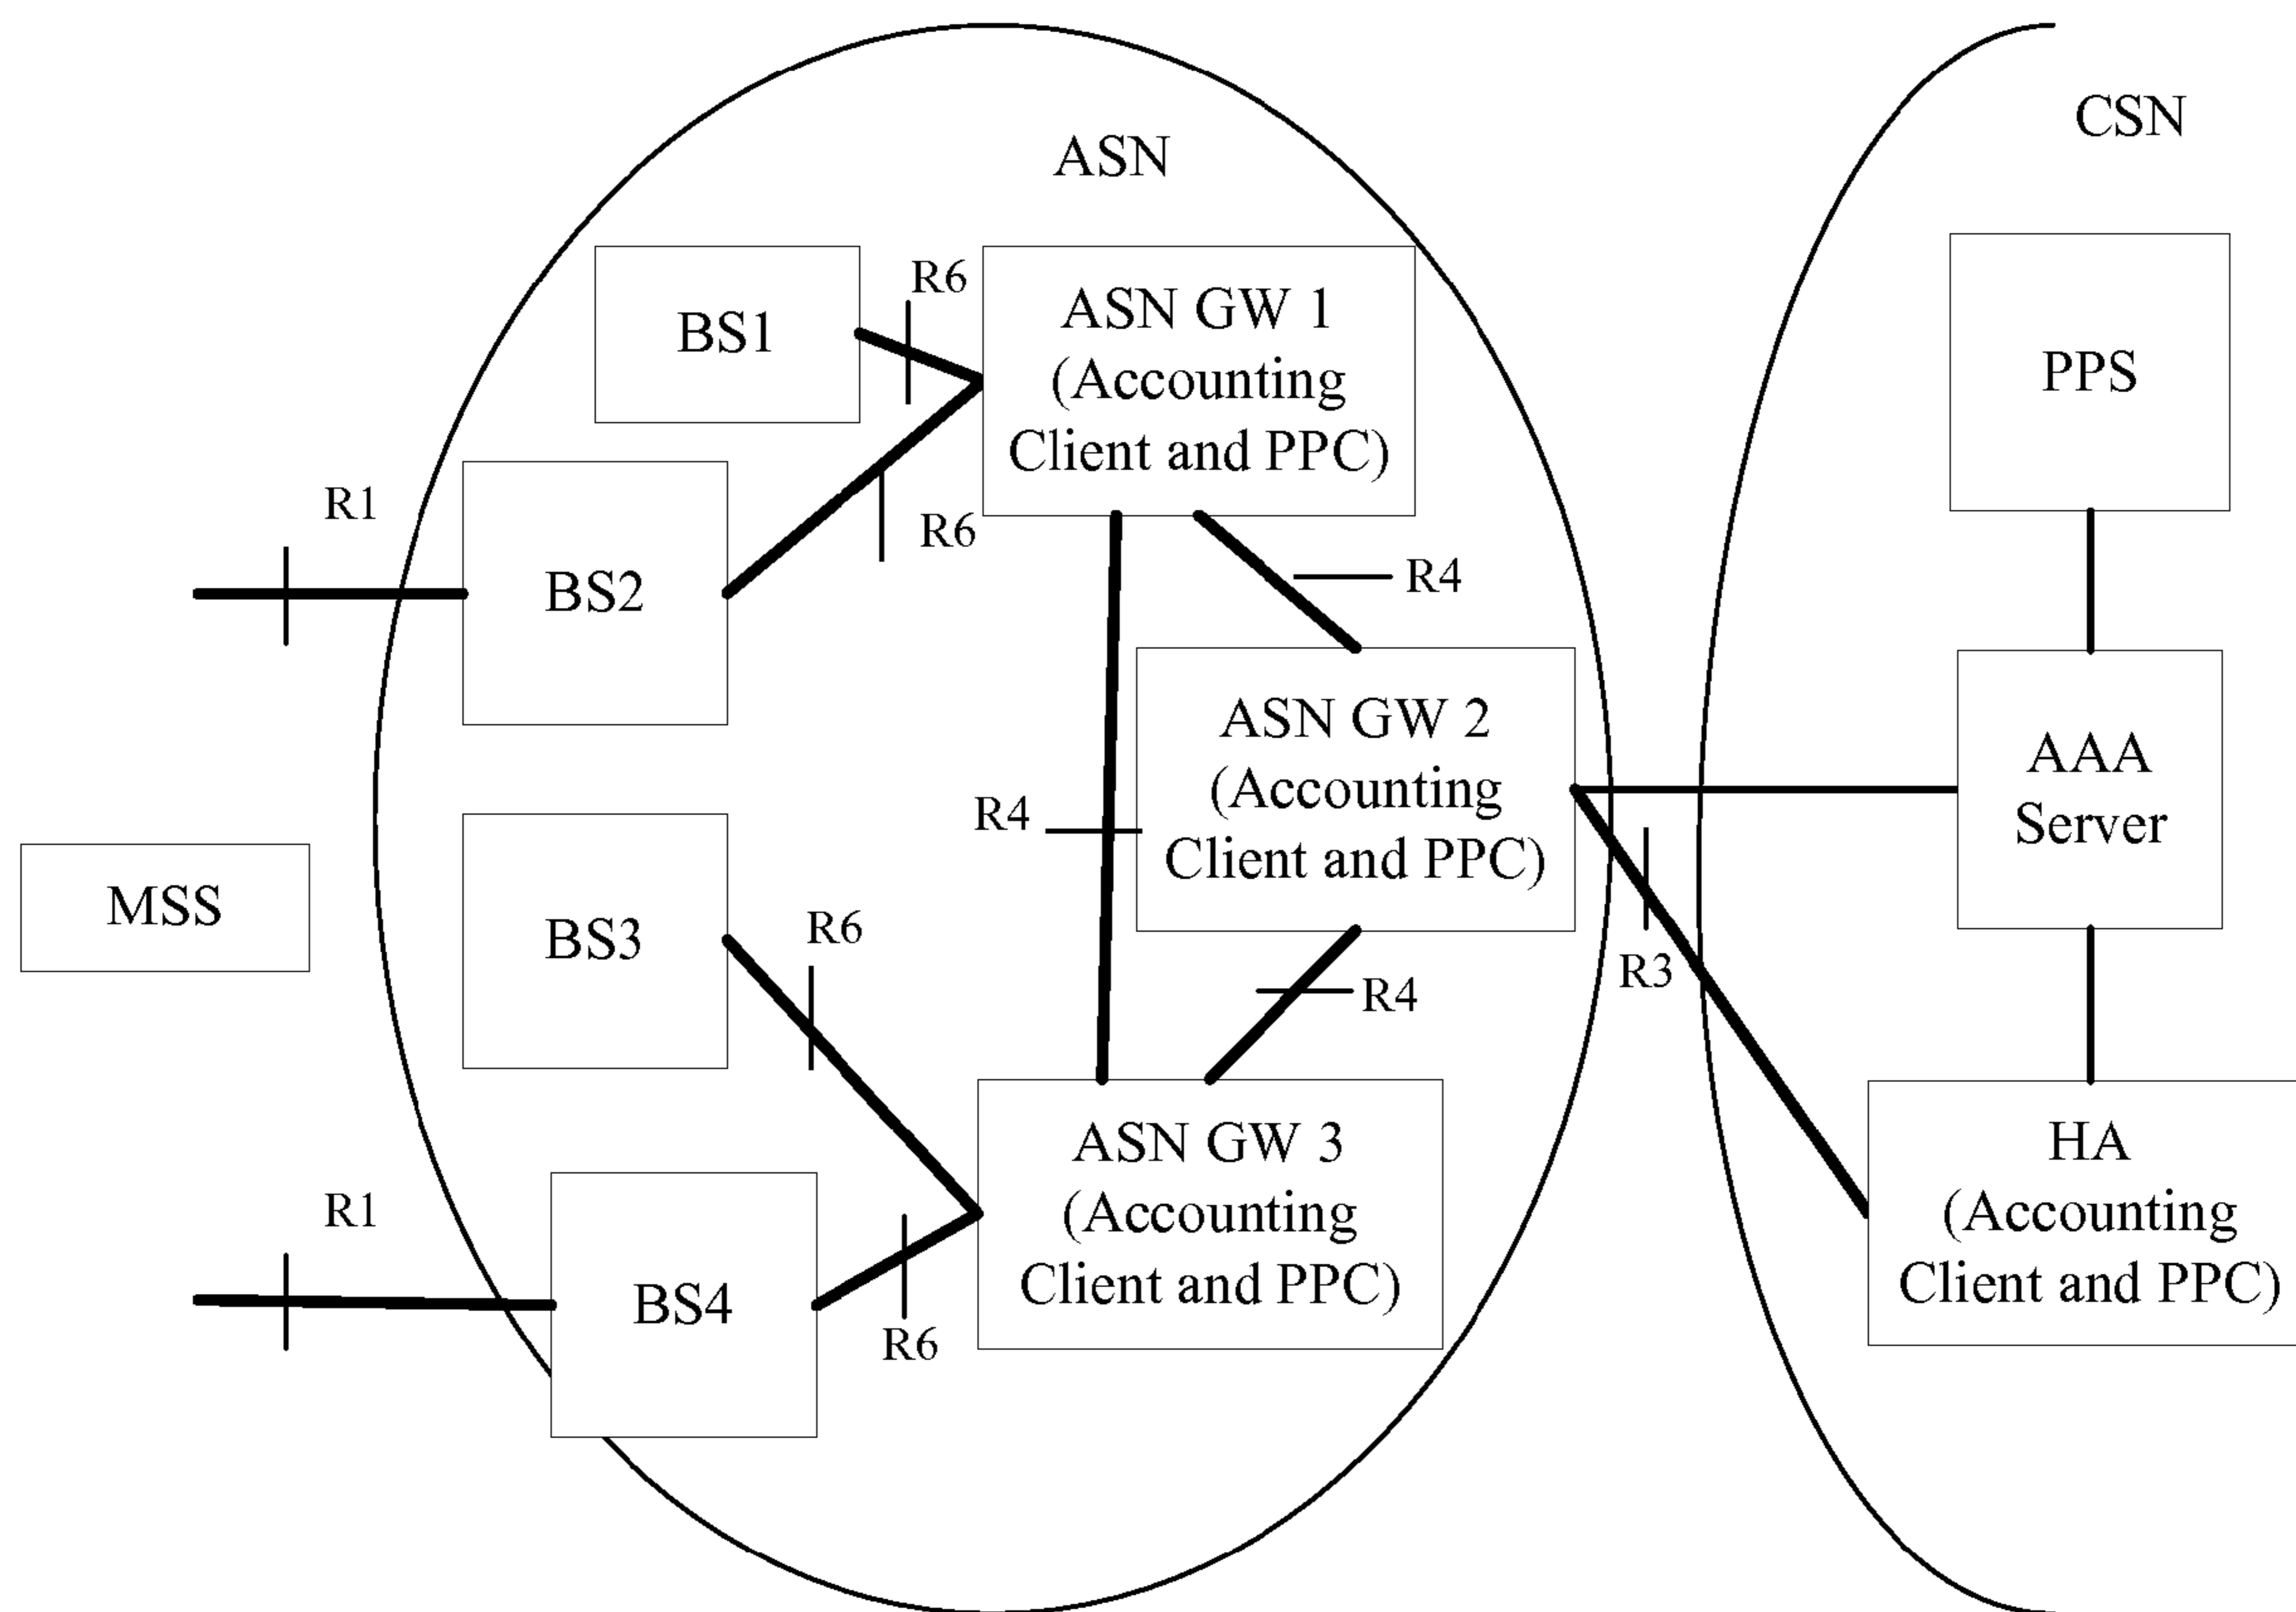 ASN
CSN
R6
BS1
ASN GW 1
(Accounting
Client and PPC)
PPS
R1
R6
BS2
R4
ASN GW 2
(Accounting
Client and PPC)
AAA
Server
R4
MSS
BS3
R6
R3
R4
ASN GW 3
(Accounting
Client and PPC)
HA
(Accounting
Client and PPC)
R1
BS4
R6